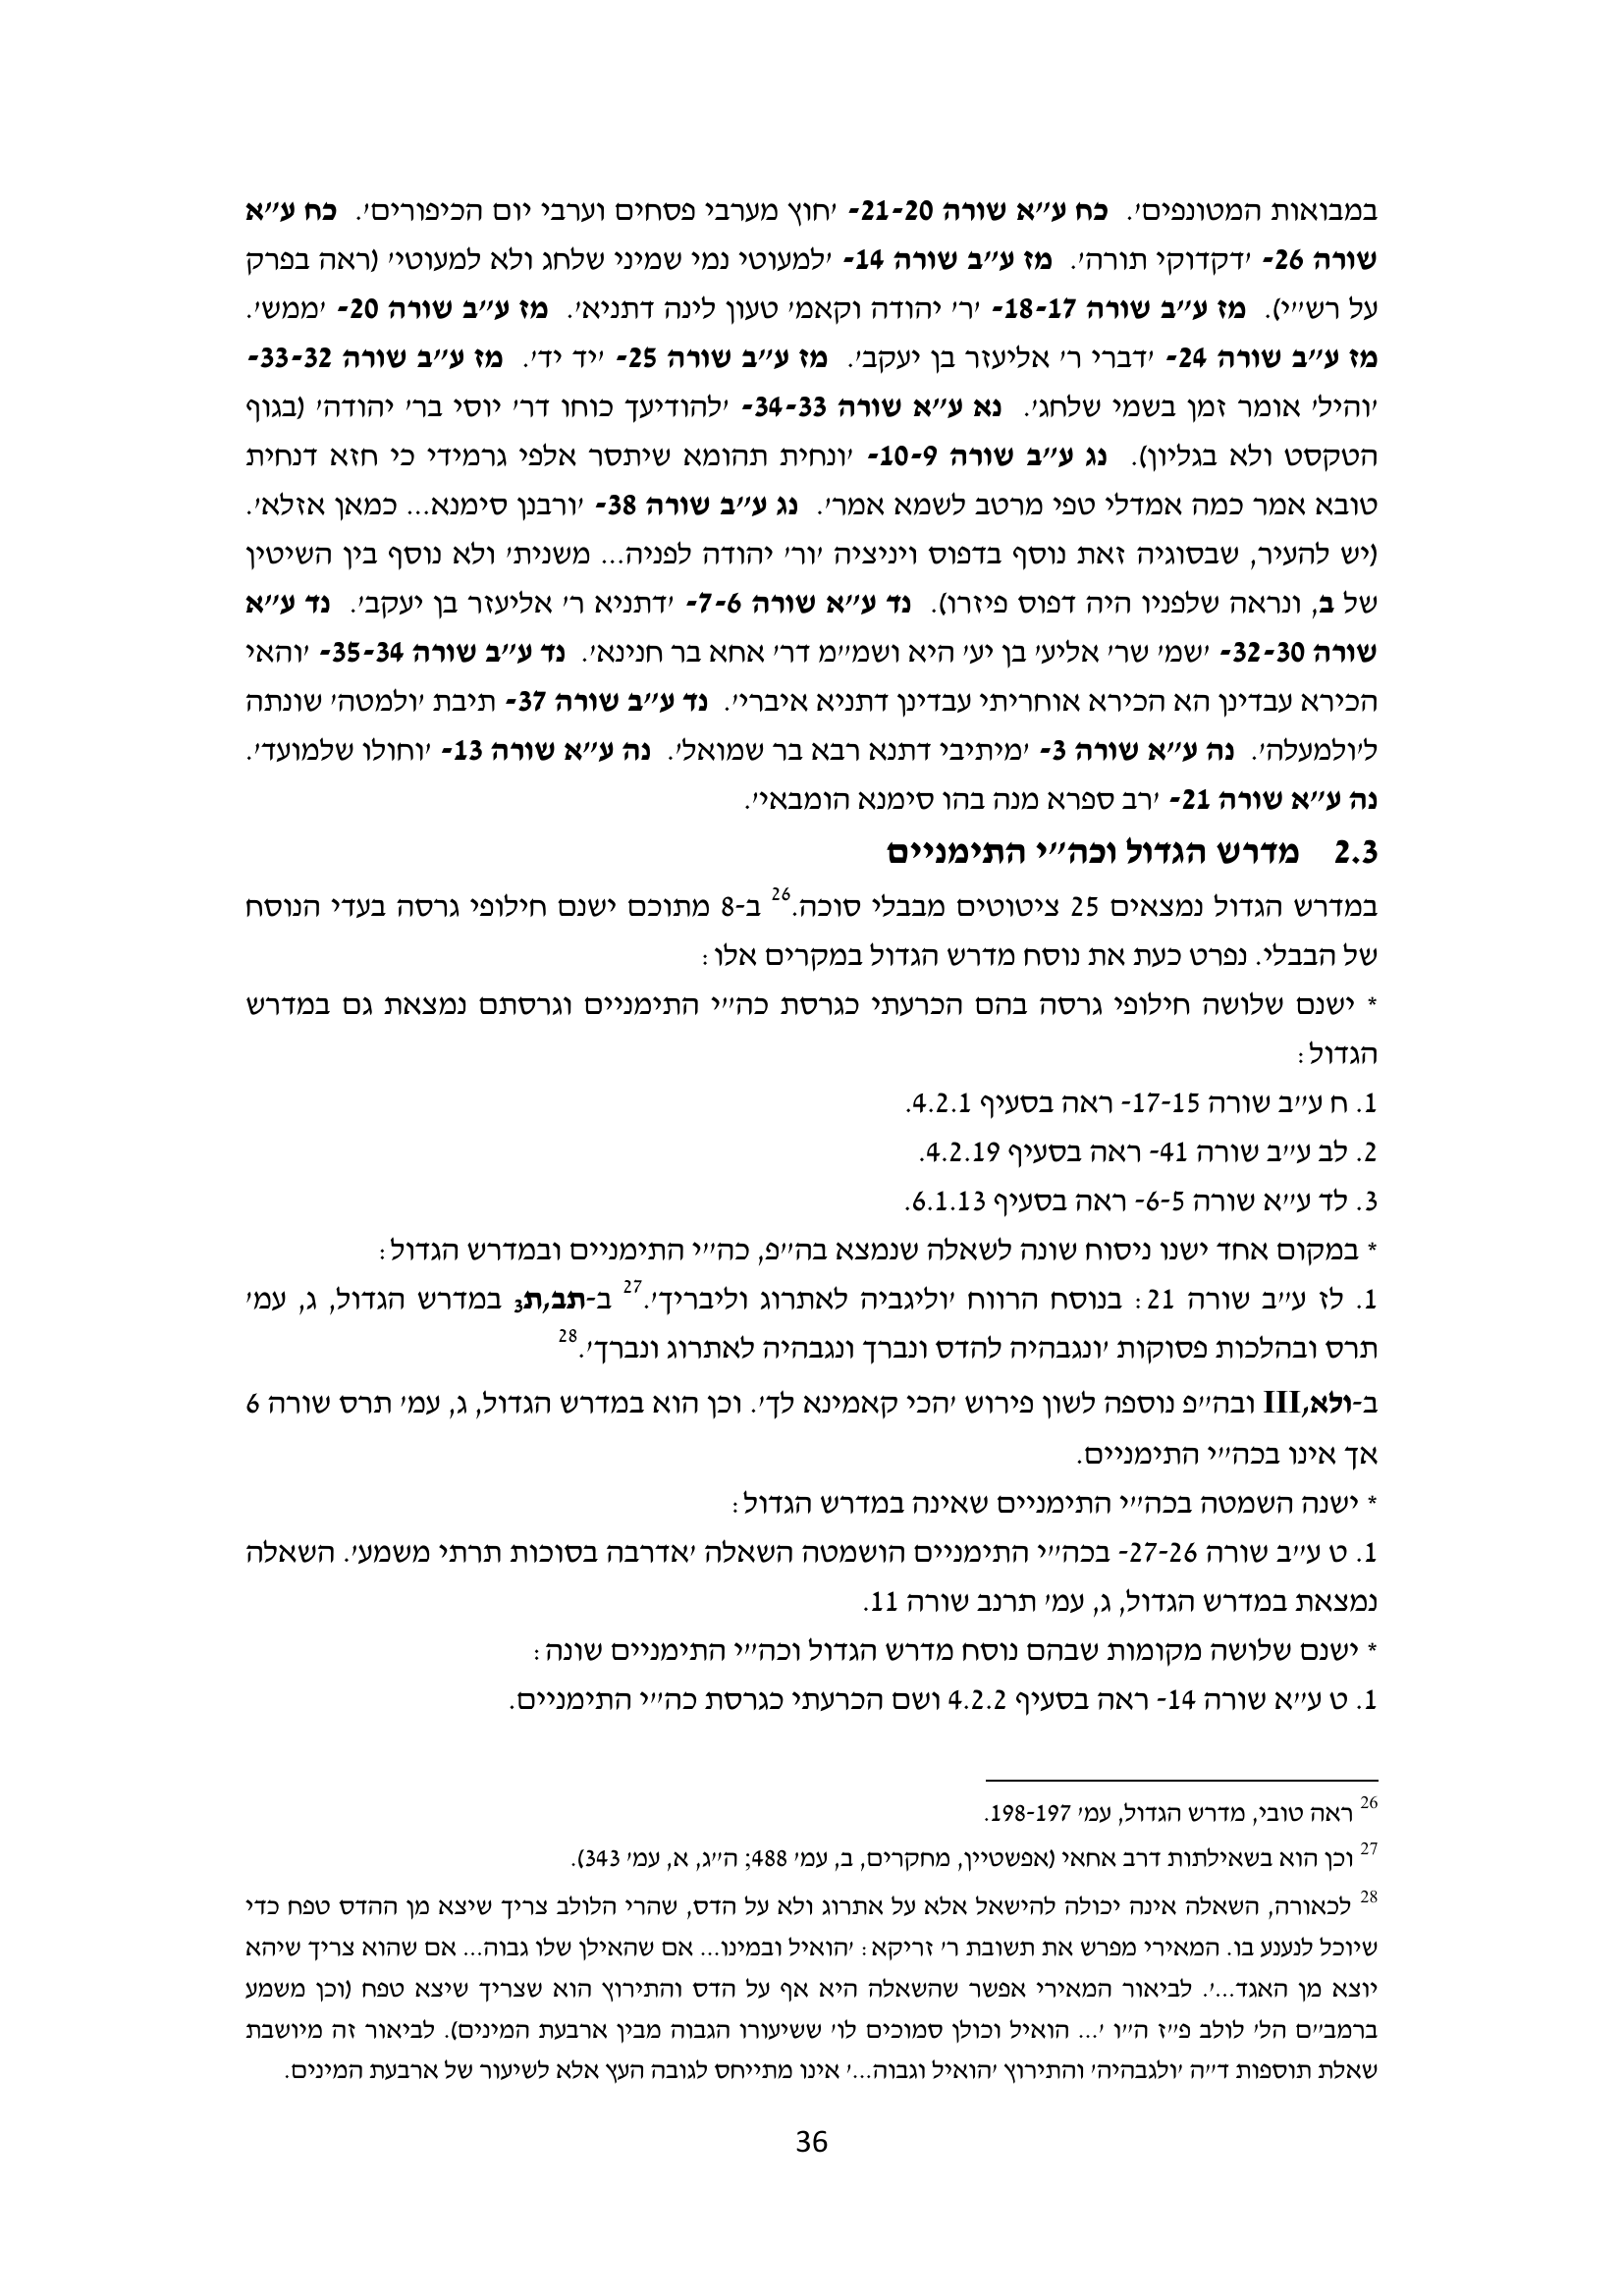 במבואות המטונפים'. כח ע"א שורה 21-20- 'חוץ מערבי פסחים וערבי יום הכיפורים'. כח ע"א
שורה 26- 'דקדוקי תורה'. מז ע"ב שורה 14- 'למעוטי נמי שמיני שלחג ולא למעוטי' (ראה בפרק
על רש"י). מז ע"ב שורה 18-17- 'ר' יהודה וקאמ' טעון לינה דתניא'. מז ע"ב שורה 20- 'ממש'.
מז ע"ב שורה 24- 'דברי ר' אליעזר בן יעקב'. מז ע"ב שורה 25- 'יד יד'. מז ע"ב שורה 33-32-
'והיל' אומר זמן בשמי שלחג'. נא ע"א שורה 34-33- 'להודיעך כוחו דר' יוסי בר' יהודה' (בגוף
הטקסט ולא בגליון). נג ע"ב שורה 10-9- 'ונחית תהומא שיתסר אלפי גרמידי כי חזא דנחית
טובא אמר כמה אמדלי טפי מרטב לשמא אמר'. נג ע"ב שורה 38- 'ורבנן סימנא... כמאן אזלא'.
(יש להעיר, שבסוגיה זאת נוסף בדפוס ויניציה 'ור' יהודה לפניה... משנית' ולא נוסף בין השיטין
של ב, ונראה שלפניו היה דפוס פיזרו). נד ע"א שורה 7-6- 'דתניא ר' אליעזר בן יעקב'. נד ע"א
שורה 32-30- 'שמ' שר' אליע' בן יע' היא ושמ"מ דר' אחא בר חנינא'. נד ע"ב שורה 35-34- 'והאי
הכירא עבדינן הא הכירא אוחריתי עבדינן דתניא איברי'. נד ע"ב שורה 37- תיבת 'ולמטה' שונתה
ל'ולמעלה'. נה ע"א שורה 3- 'מיתיבי דתנא רבא בר שמואל'. נה ע"א שורה 13- 'וחולו שלמועד'.
נה ע"א שורה 21- 'רב ספרא מנה בהו סימנא הומבאי'.
2.3 מדרש הגדול וכה"י התימניים
במדרש הגדול נמצאים 25 ציטוטים מבבלי סוכה.26 ב-8 מתוכם ישנם חילופי גרסה בעדי הנוסח
של הבבלי. נפרט כעת את נוסח מדרש הגדול במקרים אלו:
* ישנם שלושה חילופי גרסה בהם הכרעתי כגרסת כה"י התימניים וגרסתם נמצאת גם במדרש
הגדול:
1. ח ע"ב שורה 17-15- ראה בסעיף 4.2.1.
2. לב ע"ב שורה 41- ראה בסעיף 4.2.19.
3. לד ע"א שורה 6-5- ראה בסעיף 6.1.13.
* במקום אחד ישנו ניסוח שונה לשאלה שנמצא בה"פ, כה"י התימניים ובמדרש הגדול:
1. לז ע"ב שורה 21: בנוסח הרווח 'וליגביה לאתרוג וליבריך'.27 ב-תב,ת3 במדרש הגדול, ג, עמ'
תרס ובהלכות פסוקות 'ונגבהיה להדס ונברך ונגבהיה לאתרוג ונברך'.28
ב-ולא,III ובה"פ נוספה לשון פירוש 'הכי קאמינא לך'. וכן הוא במדרש הגדול, ג, עמ' תרס שורה 6
אך אינו בכה"י התימניים.
* ישנה השמטה בכה"י התימניים שאינה במדרש הגדול:
1. ט ע"ב שורה 27-26- בכה"י התימניים הושמטה השאלה 'אדרבה בסוכות תרתי משמע'. השאלה
נמצאת במדרש הגדול, ג, עמ' תרנב שורה 11.
* ישנם שלושה מקומות שבהם נוסח מדרש הגדול וכה"י התימניים שונה:
1. ט ע"א שורה 14- ראה בסעיף 4.2.2 ושם הכרעתי כגרסת כה"י התימניים.
26 ראה טובי, מדרש הגדול, עמ' 198-197.
27 וכן הוא בשאילתות דרב אחאי (אפשטיין, מחקרים, ב, עמ' 488; ה"ג, א, עמ' 343).
28 לכאורה, השאלה אינה יכולה להישאל אלא על אתרוג ולא על הדס, שהרי הלולב צריך שיצא מן ההדס טפח כדי
שיוכל לנענע בו. המאירי מפרש את תשובת ר' זריקא: 'הואיל ובמינו... אם שהאילן שלו גבוה... אם שהוא צריך שיהא
יוצא מן האגד...'. לביאור המאירי אפשר שהשאלה היא אף על הדס והתירוץ הוא שצריך שיצא טפח (וכן משמע
ברמב"ם הל' לולב פ"ז ה"ו '... הואיל וכולן סמוכים לו' ששיעורו הגבוה מבין ארבעת המינים). לביאור זה מיושבת
שאלת תוספות ד"ה 'ולגבהיה' והתירוץ 'הואיל וגבוה...' אינו מתייחס לגובה העץ אלא לשיעור של ארבעת המינים.
36